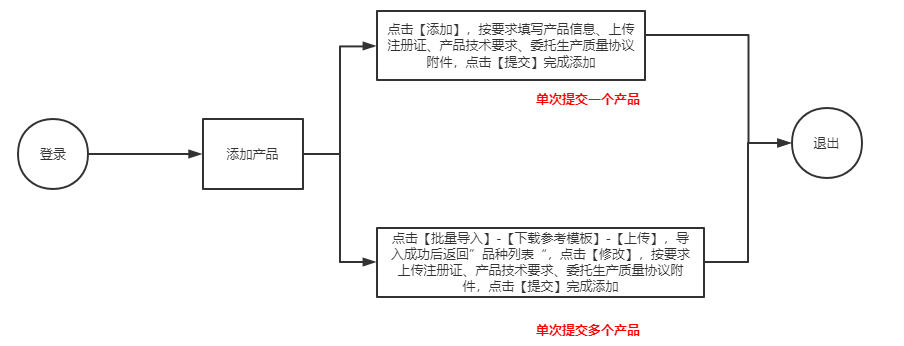 点击【添加】，按要求填写产品信息、上传
注册证、产品技术要求、委托生产质量协议
附件，点击【提交】完成添加
单次提交一个产品
登录
添加产品
退出
点击【批量导入】-【下载参考模板】-【上传】，导
入成功后返回”品种列表“，点击【修改】，按要求
上传注册证、产品技术要求、委托生产质量协议附
件，点击【提交】完成添加
单次提交多个产品